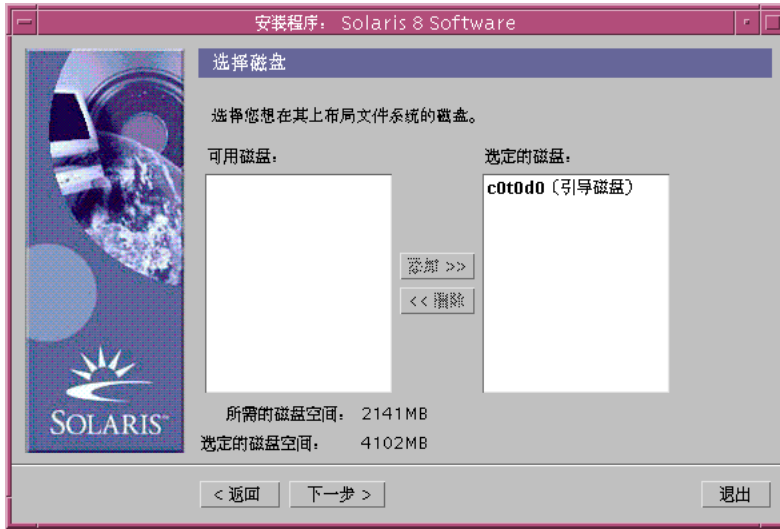 安装程序： Solaris 8 Software
选择磁盘
选择您想在其上布局文件系统的磁盘。
可用磁盘：
选定的磁盘：
c0t0d0（引导磁盘）
添加 >>
<< 删除
所需的磁盘空间： 2141MB
选定的磁盘空间： 4102MB
SOLARIS™
< 返回
下一步 >
退出